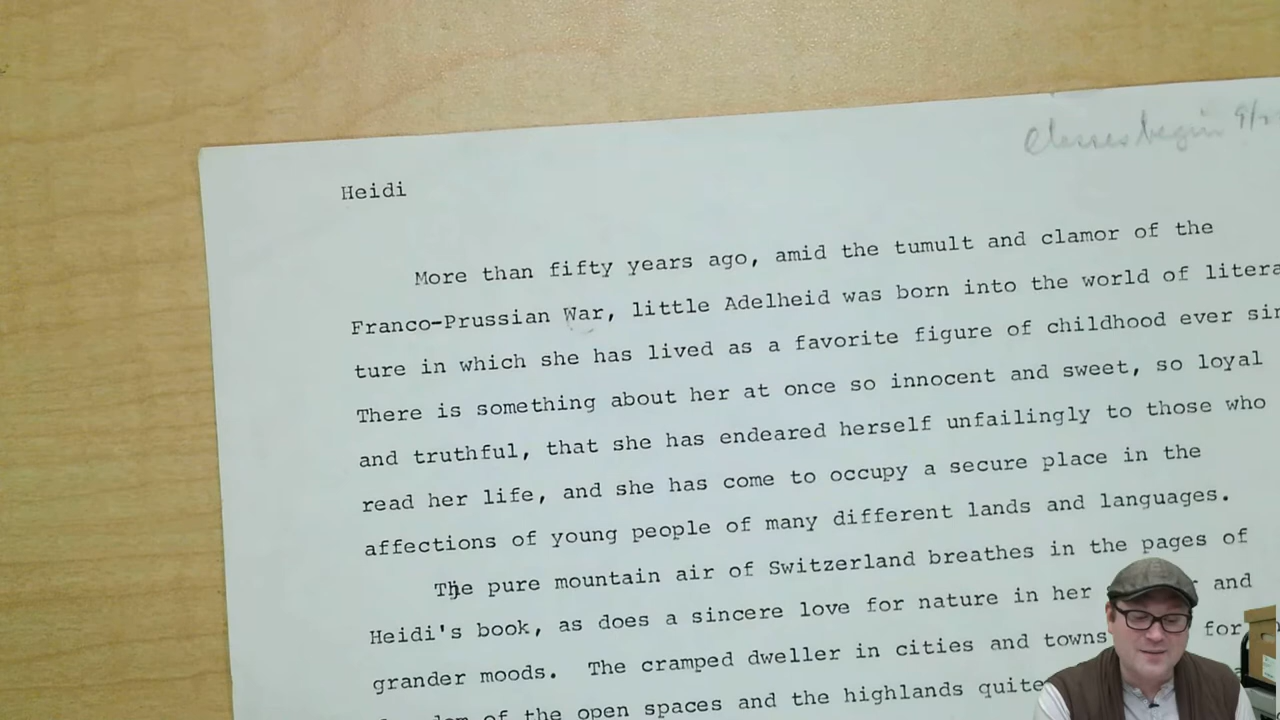 Classes begin 9/
Heidi
More than fifty years ago, amid the tumult and clamor of the
Franco-Prussian War, little Adelheid was born into the world of litera
ture in which she has lived as a favorite figure of childhood ever sin
There is something about her at once so innocent and sweet, so loyal
and truthful, that she has endeared herself unfailingly to those who
read her life, and she has come to occupy a secure place in the
affections of young people of many different lands and languages.
The pure mountain air of Switzerland breathes in the pages of
Heidi's book, as does a sincere love for nature in her and
grander moods. The cramped dweller in cities and towns for
of the open spaces and the highlands quite